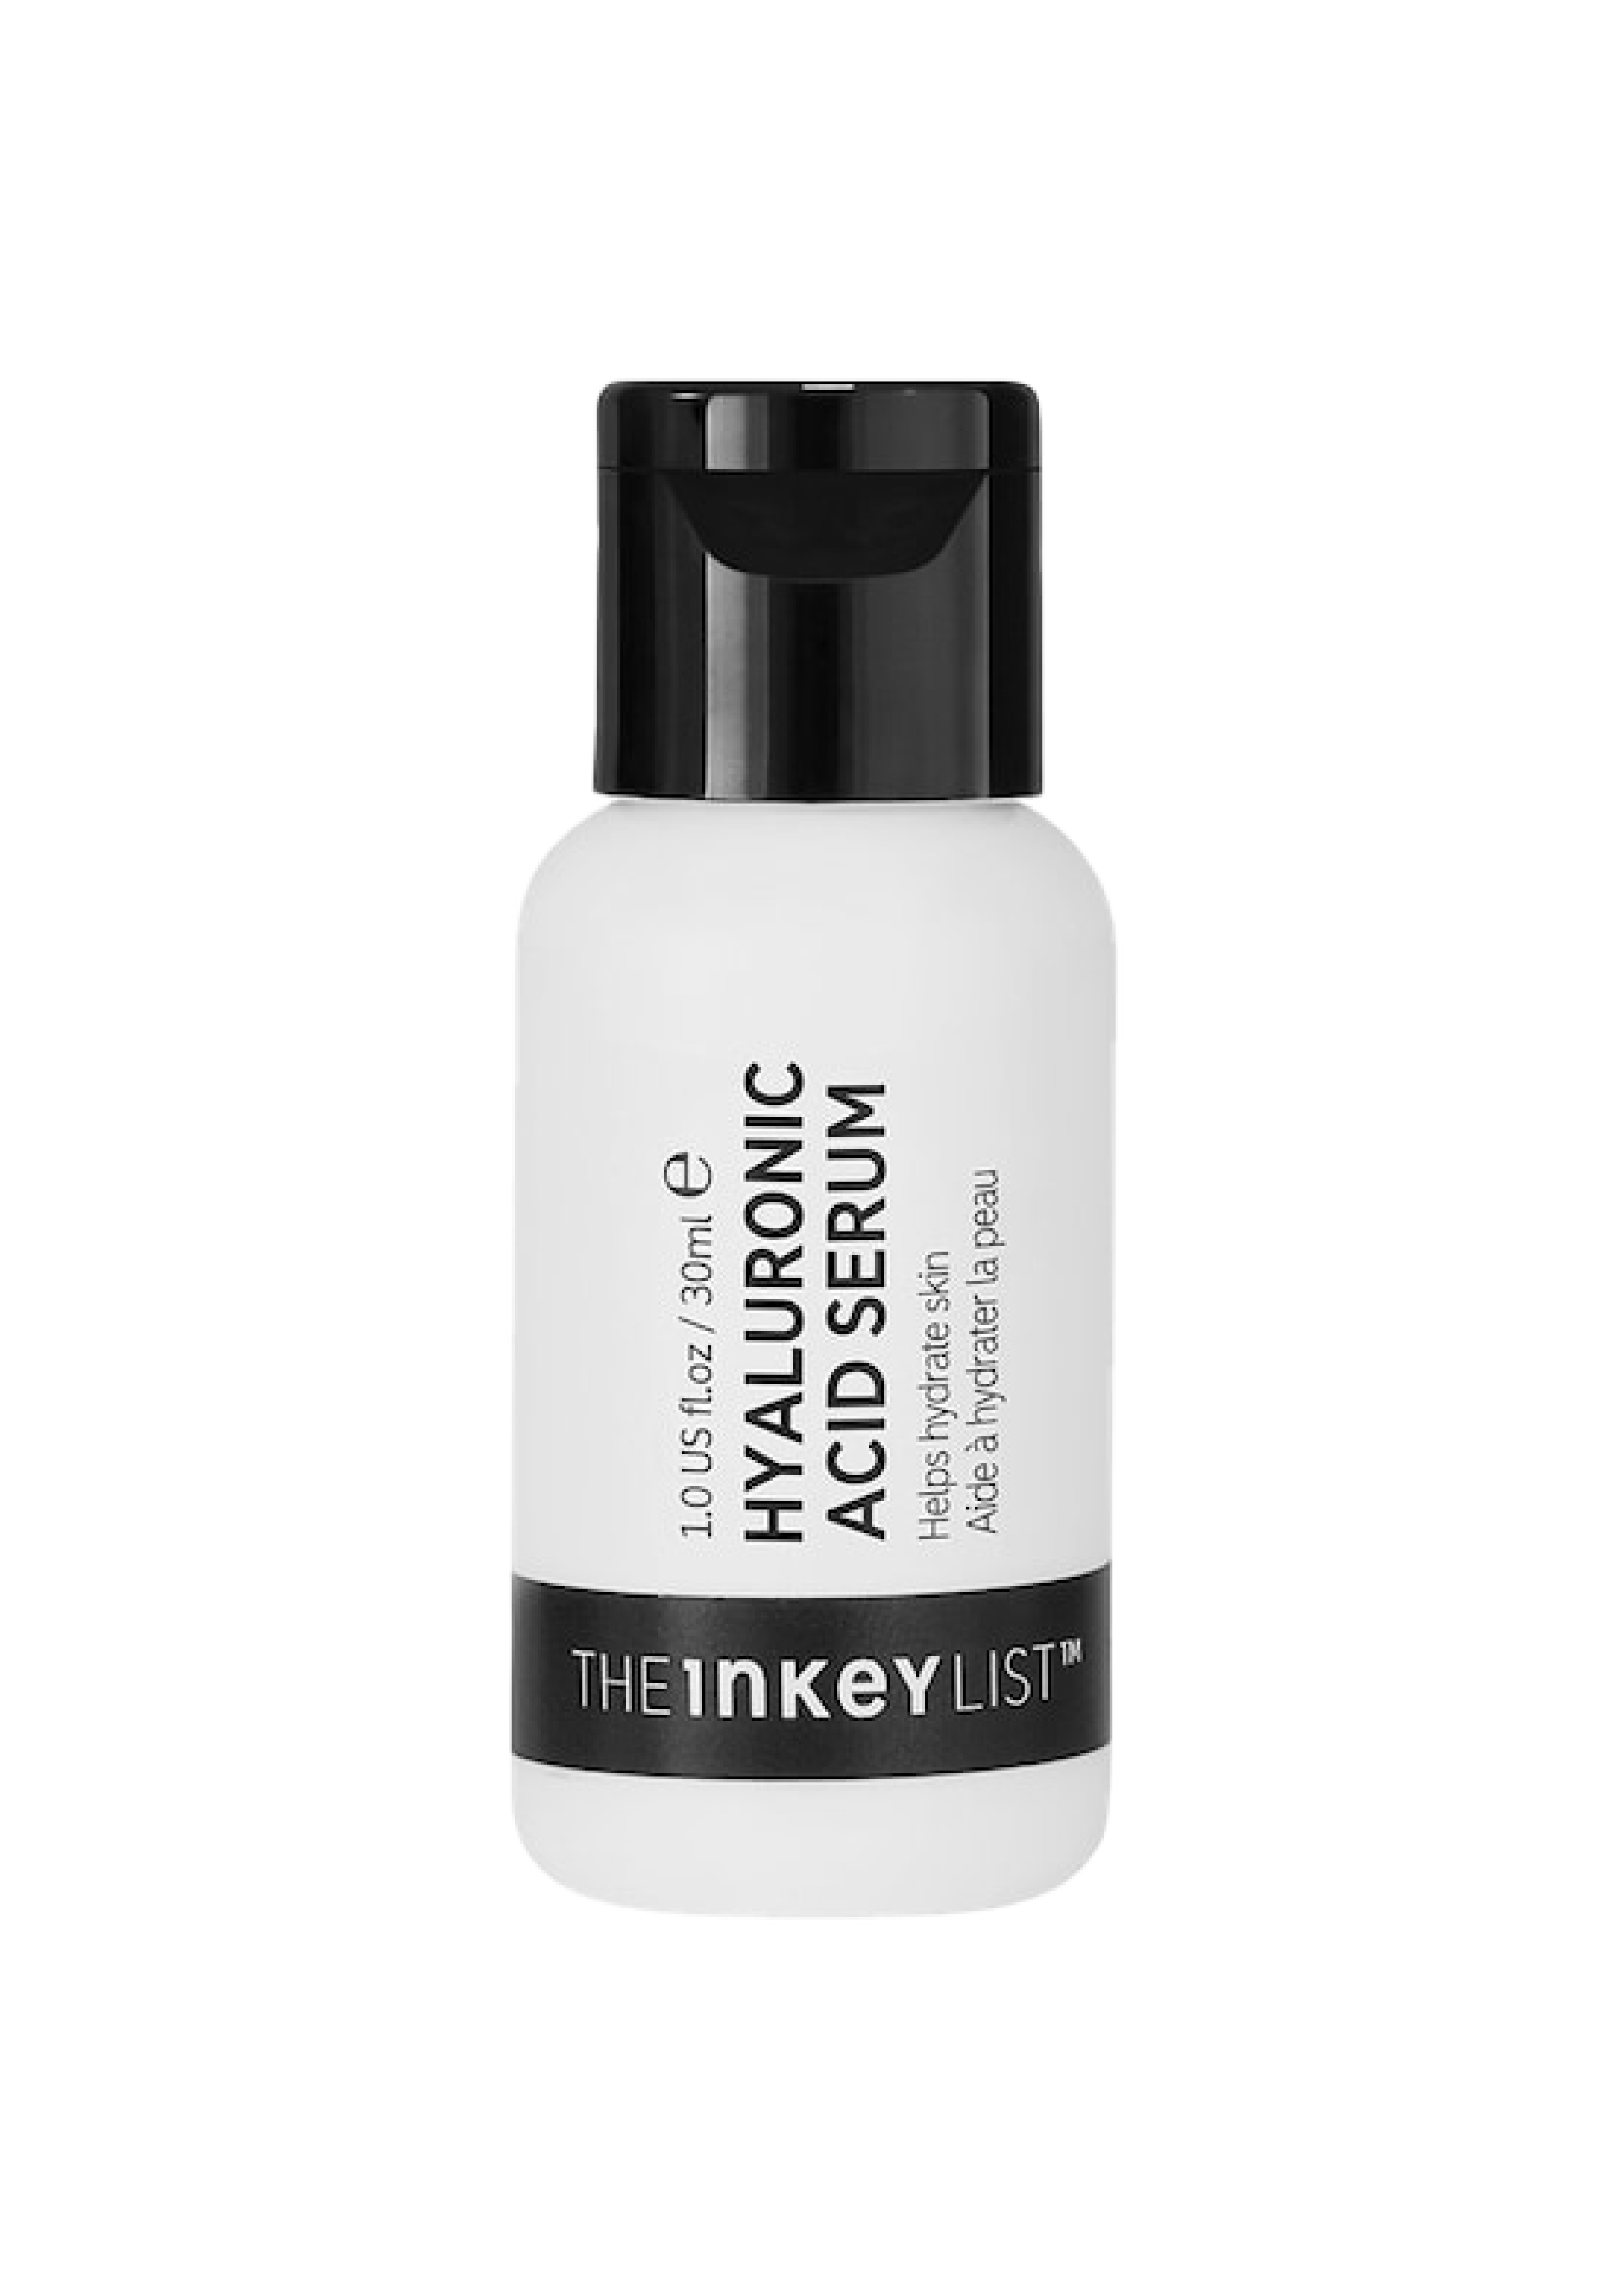 1.0 US fl.oz / 30ml ℮
HYALURONIC
ACID SERUM
Helps hydrate skin
Aide à hydrater la peau
THE INKEY LIST™